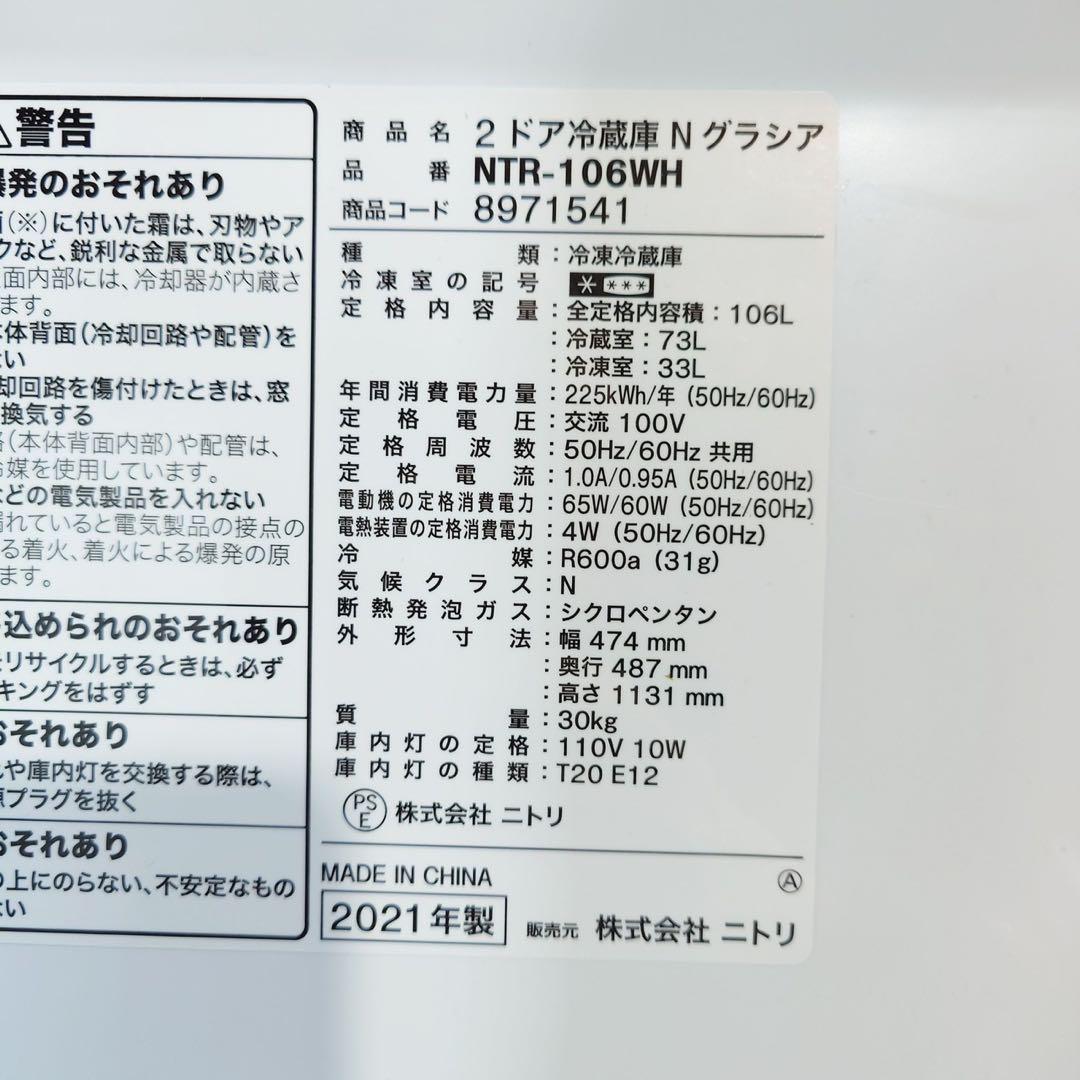 警告
爆発のおそれあり
(※)に付いた霜は、刃物やア
クなど、鋭利な金属で取らない
面内部には、冷却器が内蔵さ
ます。
本体背面(冷却回路や配管)を
ない
却回路を傷付けたときは、窓
換気する
(本体背面内部)や配管は、
媒を使用しています。
などの電気製品を入れない
漏れていると電気製品の接点の
る着火、着火による爆発の原
ます。
込められのおそれあり
リサイクルするときは、必ず
キングをはずす
おそれあり
や庫内灯を交換する際は、
プラグを抜く
おそれあり
の上にのらない、不安定なもの
ない
商品名 2ドア冷蔵庫 N グラシア
品番 NTR-106WH
商品コード 8971541
種類:冷凍冷蔵庫
冷凍室の記号
定格内容量:全定格内容積:106L
:冷蔵室:73L
:冷凍室:33L
年間消費電力量:225kWh/年 (50Hz/60Hz)
定格電圧:交流 100V
定格周波数:50Hz/60Hz 共用
定格電流:1.0A/0.95A (50Hz/60Hz)
電動機の定格消費電力:65W/60W (50Hz/60Hz)
電熱装置の定格消費電力:4W (50Hz/60Hz)
冷媒:R600a (31g)
気候クラス:N
断熱発泡ガス:シクロペンタン
外形寸法:幅 474 mm
:奥行 487 mm
:高さ 1131 mm
質量:30kg
庫内灯の定格:110V 10W
庫内灯の種類:T20 E12
PSE 株式会社 ニトリ
MADE IN CHINA Ⓐ
2021年製 販売元 株式会社 ニトリ